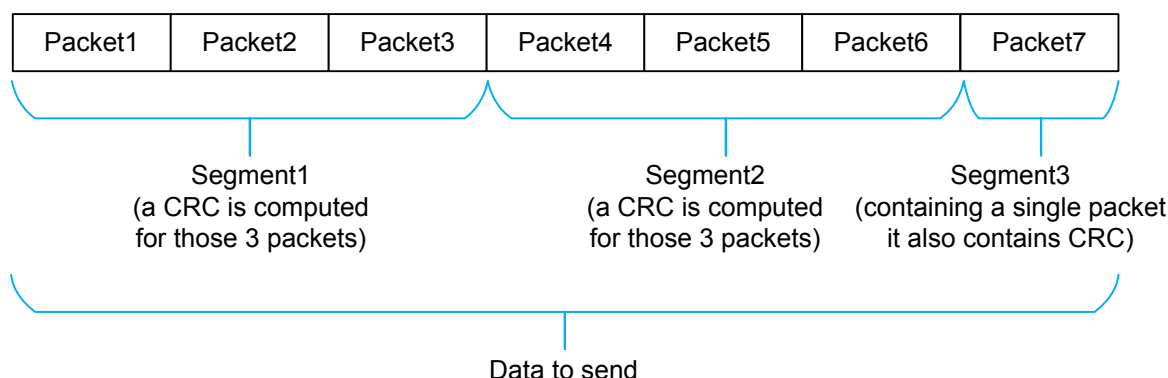 Packet1 Packet2 Packet3 Packet4 Packet5 Packet6 Packet7
Segment1
(a CRC is computed
for those 3 packets)
Segment2
(a CRC is computed
for those 3 packets)
Segment3
(containing a single packet
it also contains CRC)
Data to send